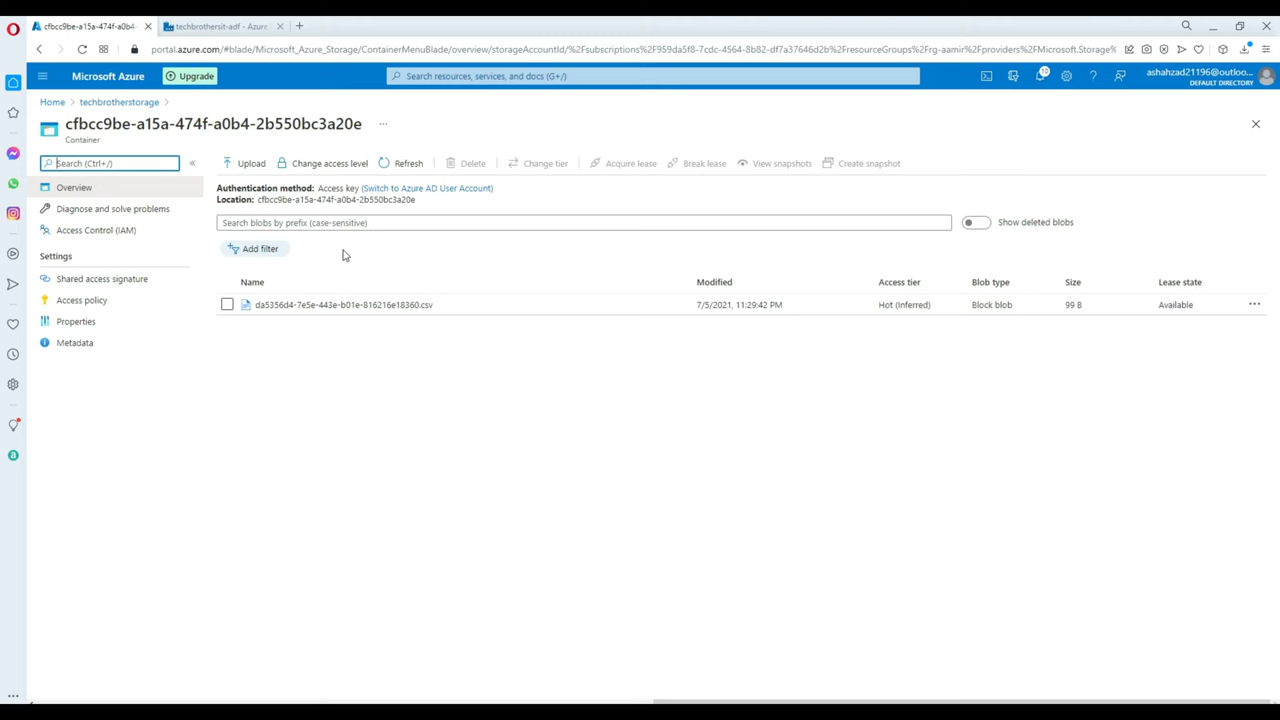 cfbcc9be-a15a-474f-a0b4-2b550bc3a20e
techbrothersit-adf - Azure
portal.azure.com/#blade/Microsoft_Azure_Storage/ContainerMenuBlade/overview/storageAccountId/%2Fsubscriptions%2F959da5f8-7cdc-4564-8b82-df7a37646d2b%2FresourceGroups%2Frg-aamir%2Fproviders%2FMicrosoft.Storage%
Microsoft Azure
Upgrade
Search resources, services, and docs (G+/)
10
ashahzad21196@outloo...
DEFAULT DIRECTORY
Home > techbrotherstorage >
cfbcc9be-a15a-474f-a0b4-2b550bc3a20e ...
Container
Search (Ctrl+/)
«
Overview
Diagnose and solve problems
Access Control (IAM)
Settings
Shared access signature
Access policy
Properties
Metadata
Upload Change access level Refresh Delete Change tier Acquire lease Break lease View snapshots Create snapshot
Authentication method: Access key (Switch to Azure AD User Account)
Location: cfbcc9be-a15a-474f-a0b4-2b550bc3a20e
Search blobs by prefix (case-sensitive)
Show deleted blobs
Add filter
Name Modified Access tier Blob type Size Lease state
da5356d4-7e5e-443e-b01e-816216e18360.csv 7/5/2021, 11:29:42 PM Hot (Inferred) Block blob 99 B Available ...